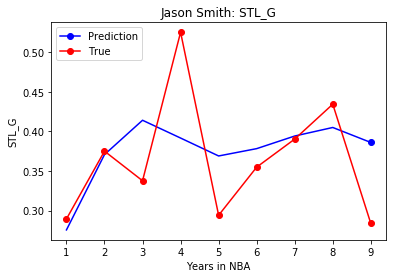 Jason Smith: STL_G
Prediction
True
0.50
0.45
0.40
0.35
0.30
STL_G
1 2 3 4 5 6 7 8 9
Years in NBA